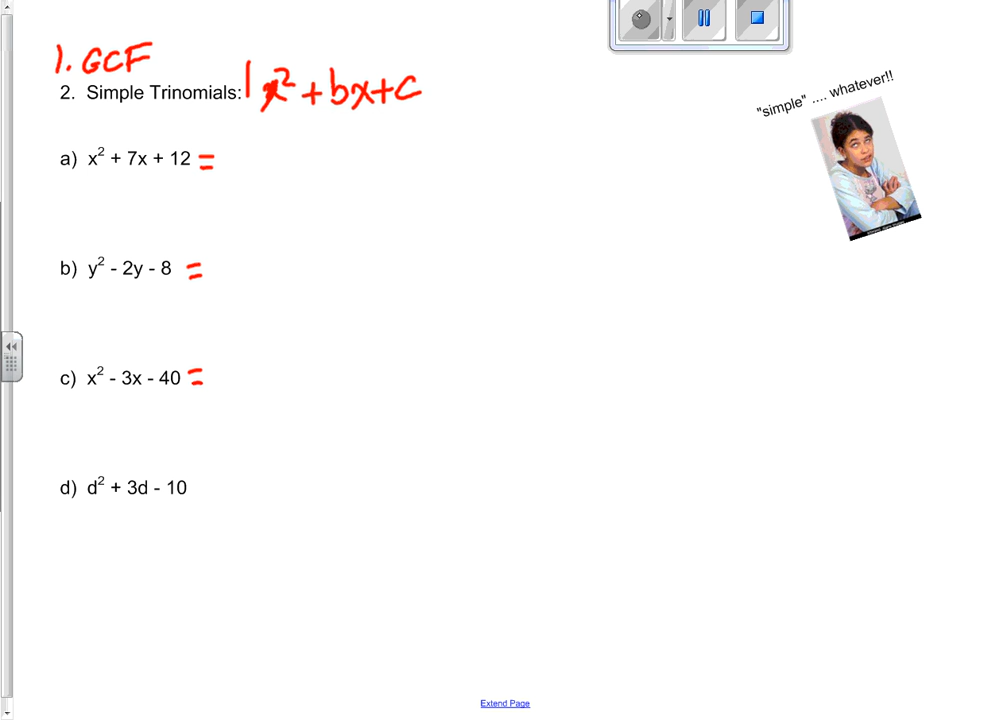 1. GCF
2. Simple Trinomials: 1x² + bx + c
"simple" .... whatever!!
a) x² + 7x + 12 =
b) y² - 2y - 8 =
c) x² - 3x - 40 =
d) d² + 3d - 10
Extend Page